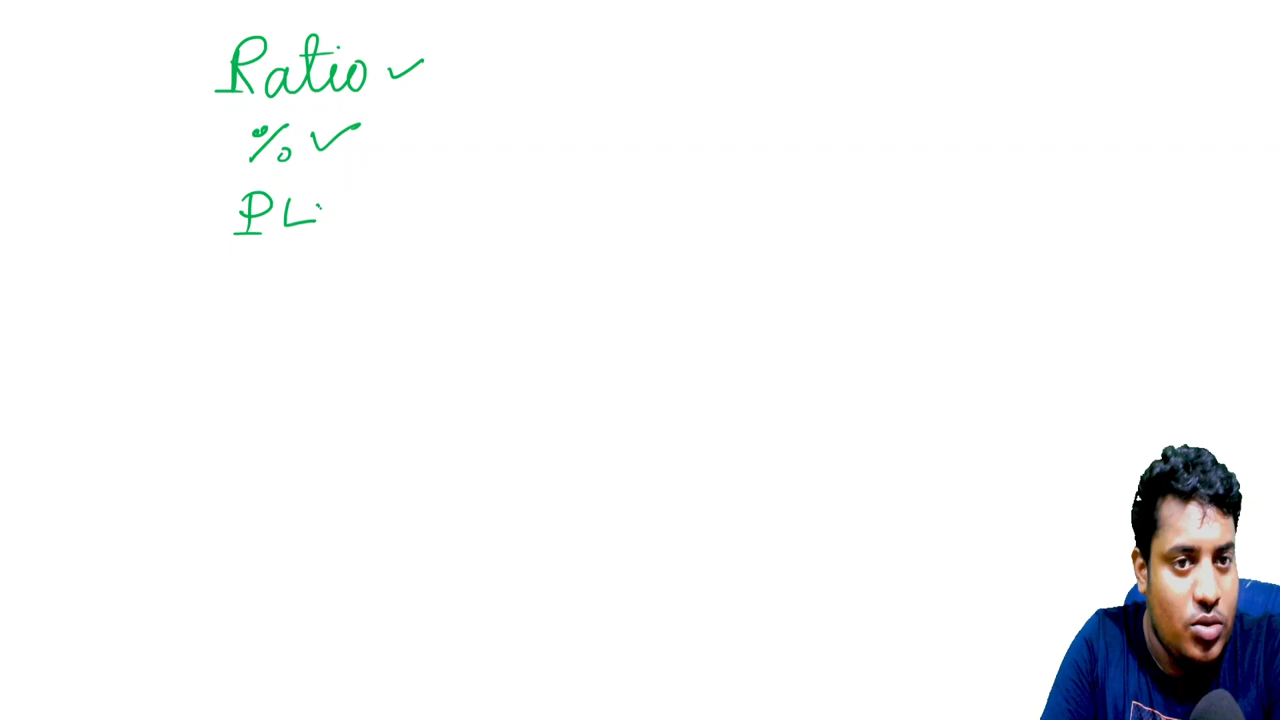 Ratio ✓
% ✓
PL